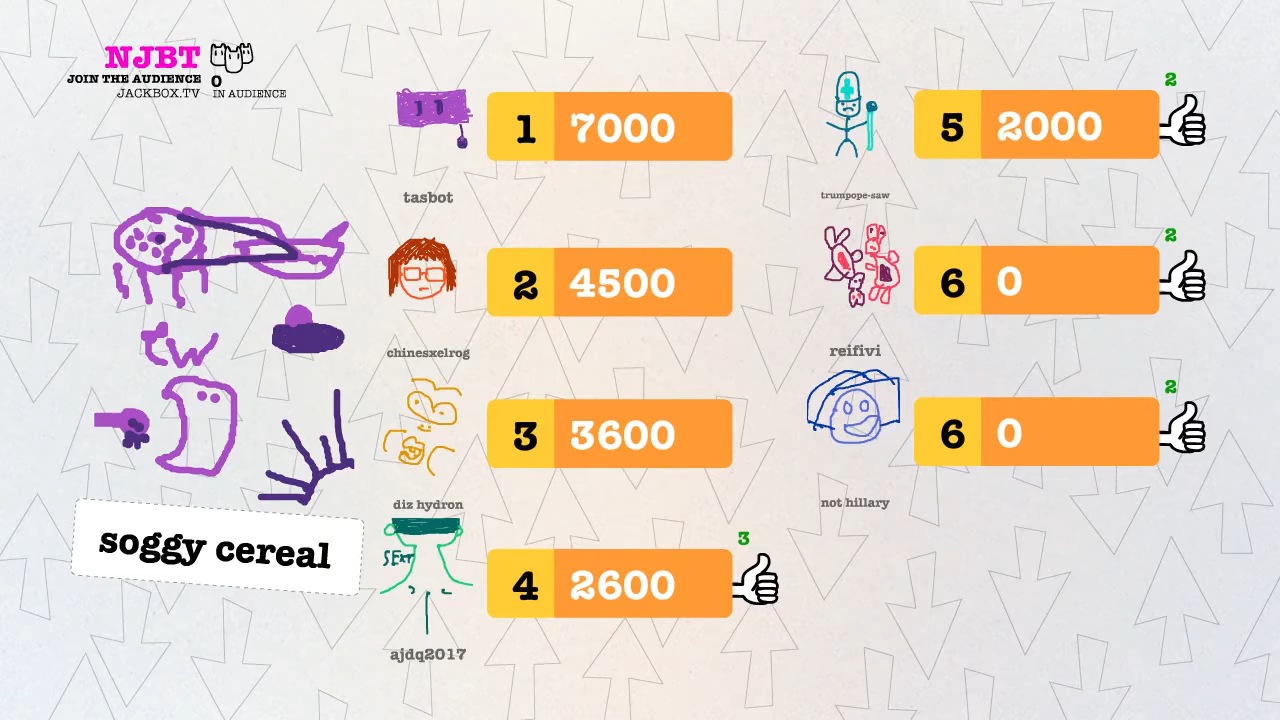 NJBT
JOIN THE AUDIENCE
JACKBOX.TV
0
IN AUDIENCE
tw
soggy cereal
1 7000
tasbot
2 4500
chinesxelrog
3 3600
diz hydron
SEXT
4 2600
3
ajdq2017
5 2000
2
trumpope-saw
6 0
2
reifivi
6 0
2
not hillary